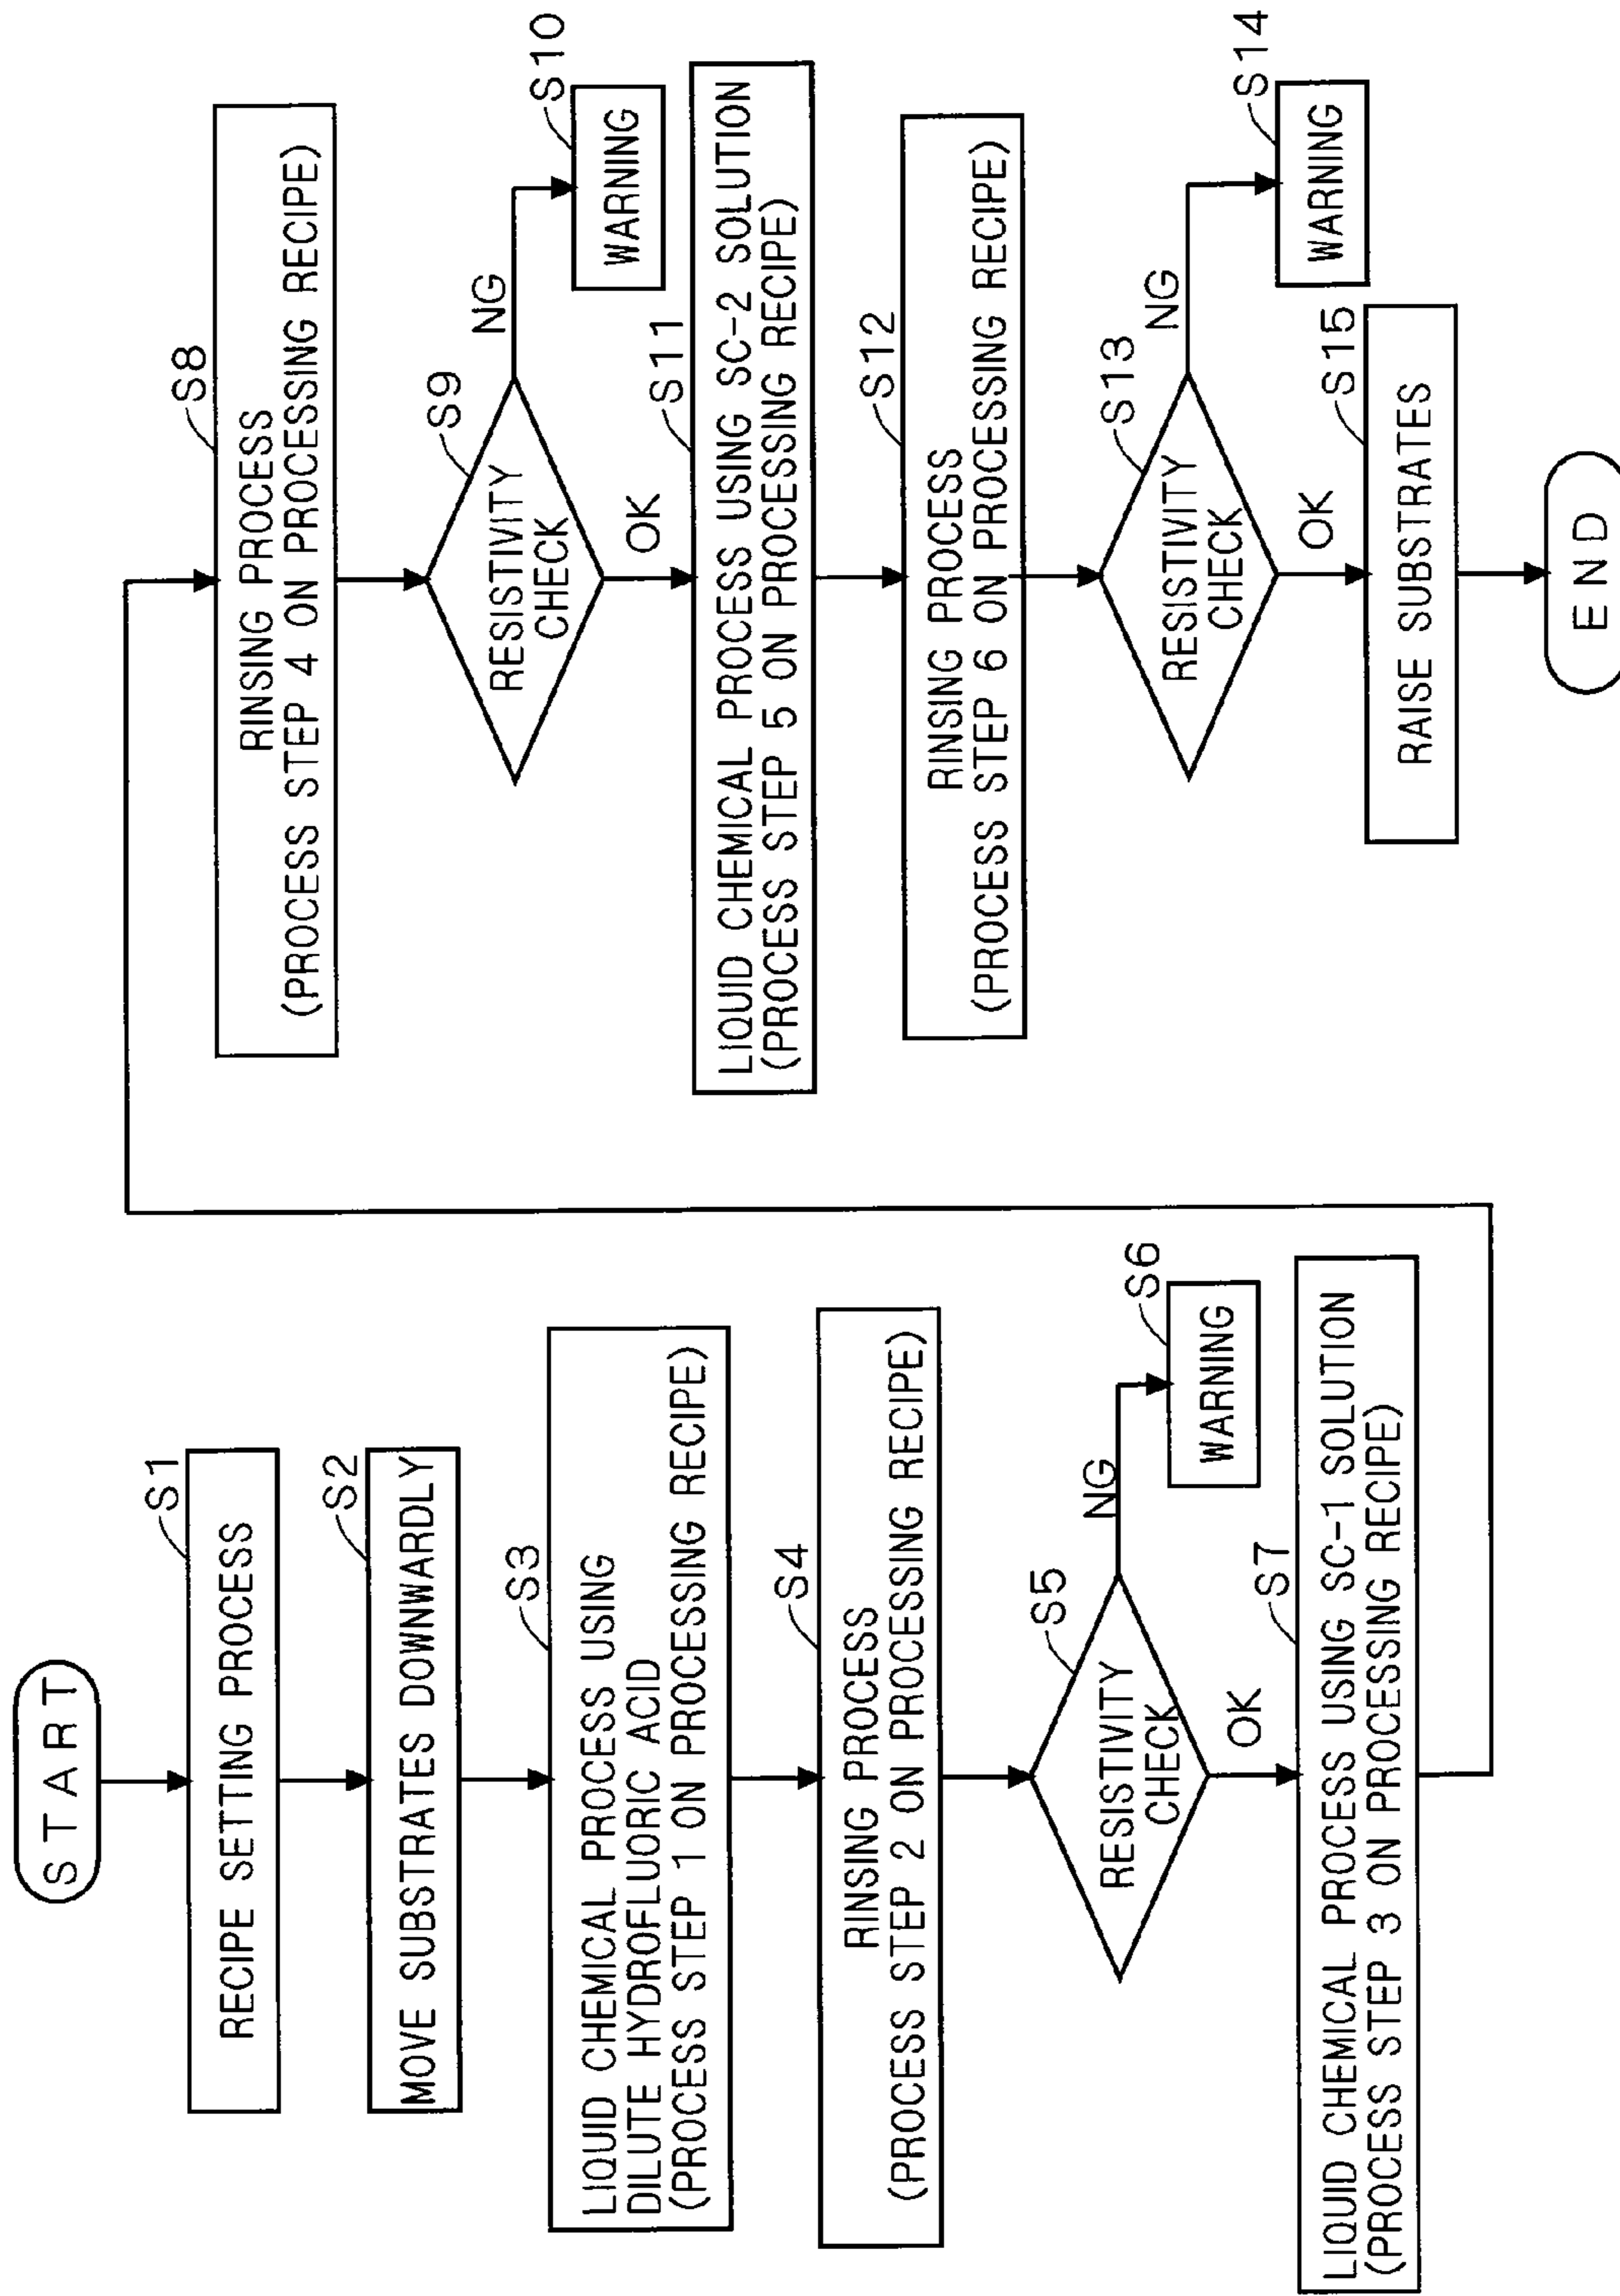 START
S1
RECIPE SETTING PROCESS
S2
MOVE SUBSTRATES DOWNWARDLY
S3
LIQUID CHEMICAL PROCESS USING
DILUTE HYDROFLUORIC ACID
(PROCESS STEP 1 ON PROCESSING RECIPE)
S4
RINSING PROCESS
(PROCESS STEP 2 ON PROCESSING RECIPE)
S5
RESISTIVITY
CHECK
NG
S6
WARNING
OK
S7
LIQUID CHEMICAL PROCESS USING SC-1 SOLUTION
(PROCESS STEP 3 ON PROCESSING RECIPE)
S8
RINSING PROCESS
(PROCESS STEP 4 ON PROCESSING RECIPE)
S9
RESISTIVITY
CHECK
NG
S10
WARNING
OK
S11
LIQUID CHEMICAL PROCESS USING SC-2 SOLUTION
(PROCESS STEP 5 ON PROCESSING RECIPE)
S12
RINSING PROCESS
(PROCESS STEP 6 ON PROCESSING RECIPE)
S13
RESISTIVITY
CHECK
NG
S14
WARNING
OK
S15
RAISE SUBSTRATES
END